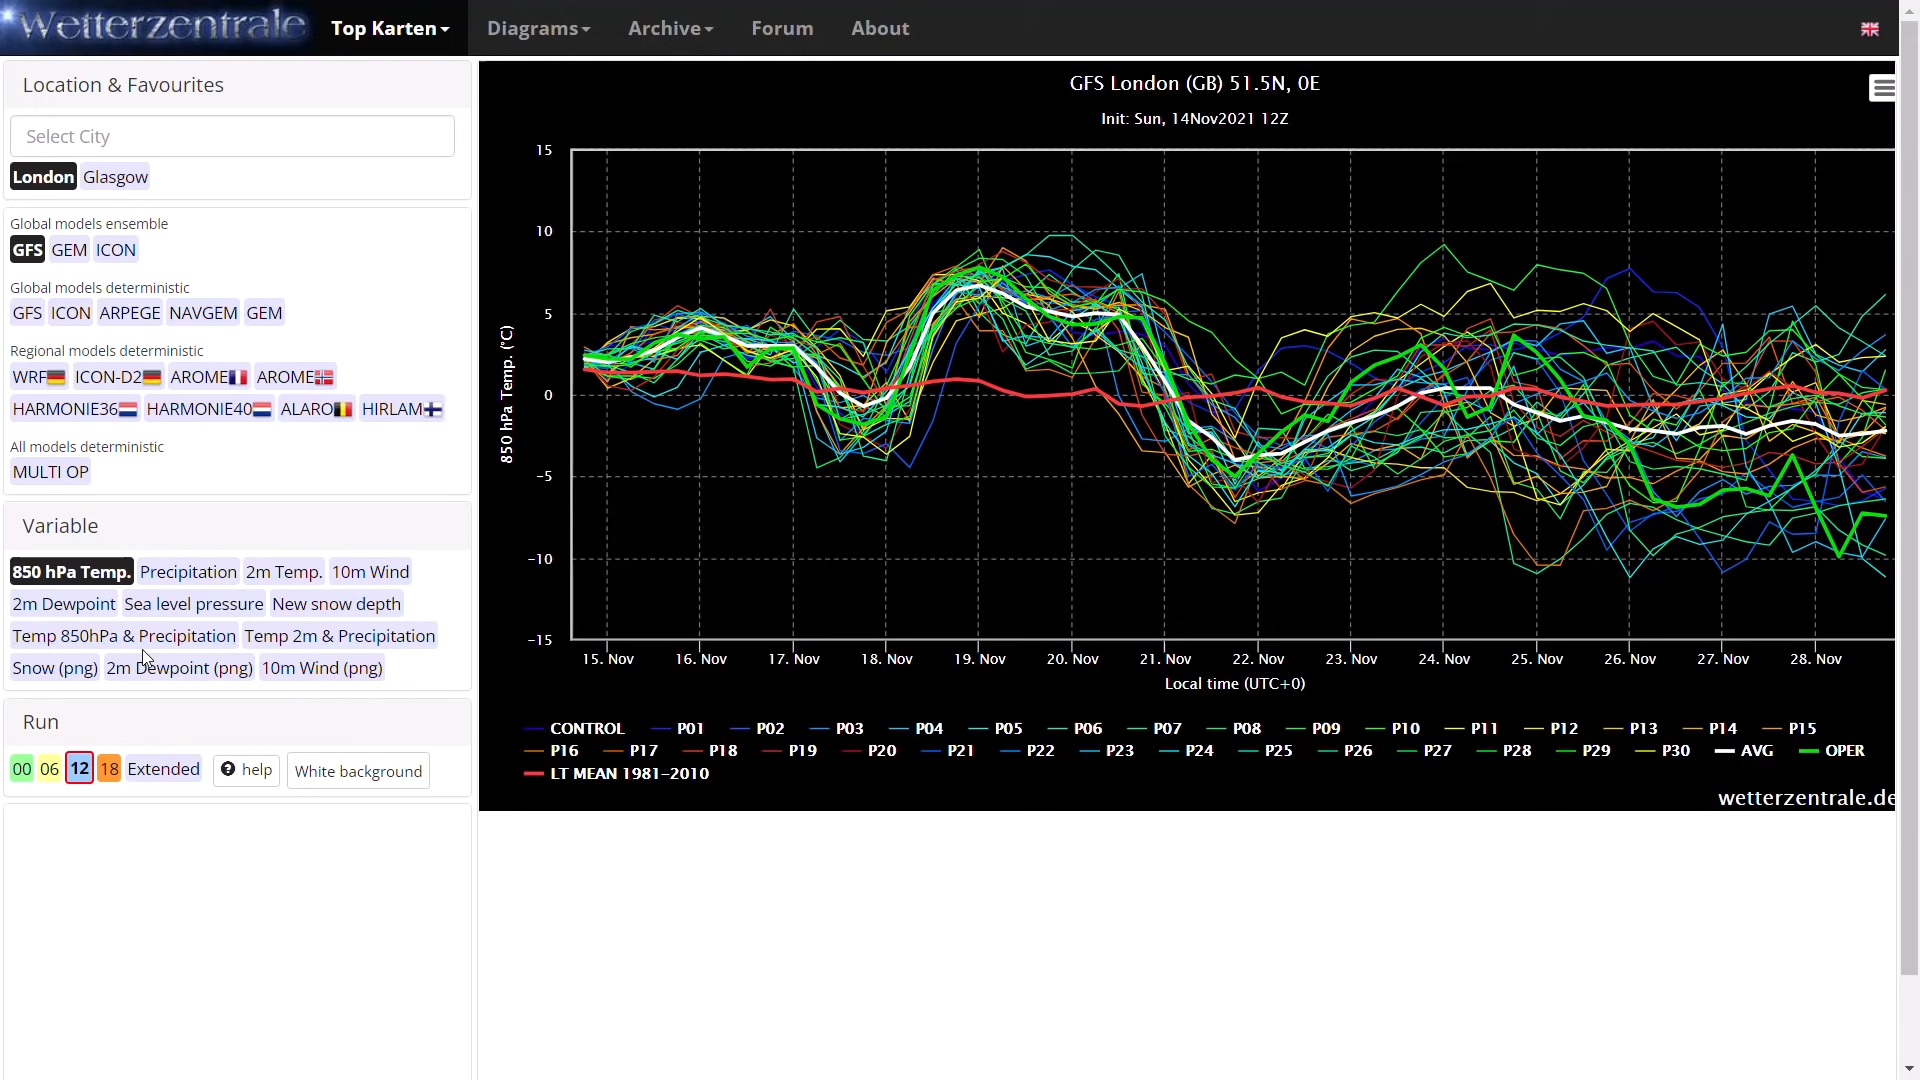 Wetterzentrale
Top Karten
Diagrams
Archive
Forum
About
Location & Favourites
Select City
London Glasgow
Global models ensemble
GFS GEM ICON
Global models deterministic
GFS ICON ARPEGE NAVGEM GEM
Regional models deterministic
WRF ICON-D2 AROME AROME
HARMONIE36 HARMONIE40 ALARO HIRLAM
All models deterministic
MULTI OP
Variable
850 hPa Temp. Precipitation 2m Temp. 10m Wind
2m Dewpoint Sea level pressure New snow depth
Temp 850hPa & Precipitation Temp 2m & Precipitation
Snow (png) 2m Dewpoint (png) 10m Wind (png)
Run
00 06 12 18 Extended help White background
GFS London (GB) 51.5N, 0E
Init: Sun, 14Nov2021 12Z
850 hPa Temp. (°C)
15
10
5
0
−5
−10
−15
15. Nov 16. Nov 17. Nov 18. Nov 19. Nov 20. Nov 21. Nov 22. Nov 23. Nov 24. Nov 25. Nov 26. Nov 27. Nov 28. Nov
Local time (UTC+0)
CONTROL P01 P02 P03 P04 P05 P06 P07 P08 P09 P10 P11 P12 P13 P14 P15
P16 P17 P18 P19 P20 P21 P22 P23 P24 P25 P26 P27 P28 P29 P30 AVG OPER
LT MEAN 1981−2010
wetterzentrale.de